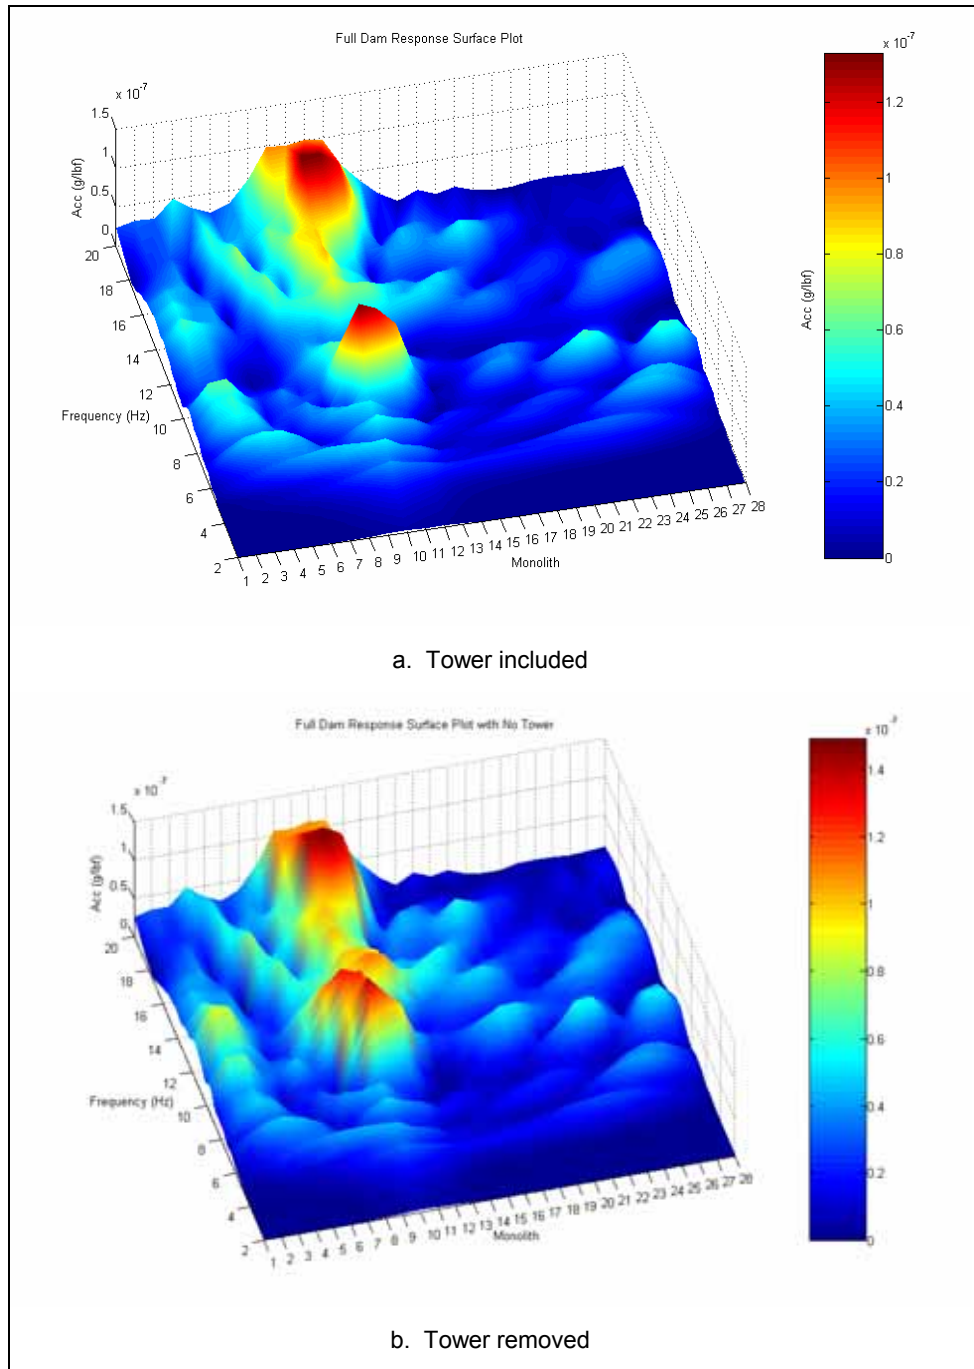 Full Dam Response Surface Plot
x 10⁻⁷
1.5
1
0.5
0
Acc (g/lbf)
20
18
16
14
12
10
8
6
4
2
Frequency (Hz)
1 2 3 4 5 6 7 8 9 10 11 12 13 14 15 16 17 18 19 20 21 22 23 24 25 26 27 28
Monolith
x 10⁻⁷
1.2
1
0.8
0.6
0.4
0.2
0
Acc (g/lbf)
a. Tower included
Full Dam Response Surface Plot with No Tower
x 10⁻⁷
1.5
1
0.5
0
Acc (g/lbf)
20
18
16
14
12
10
8
6
4
2
Frequency (Hz)
1 2 3 4 5 6 7 8 9 10 11 12 13 14 15 16 17 18 19 20 21 22 23 24 25 26 27 28
Monolith
x 10⁻⁷
1.4
1.2
1
0.8
0.6
0.4
0.2
0
b. Tower removed